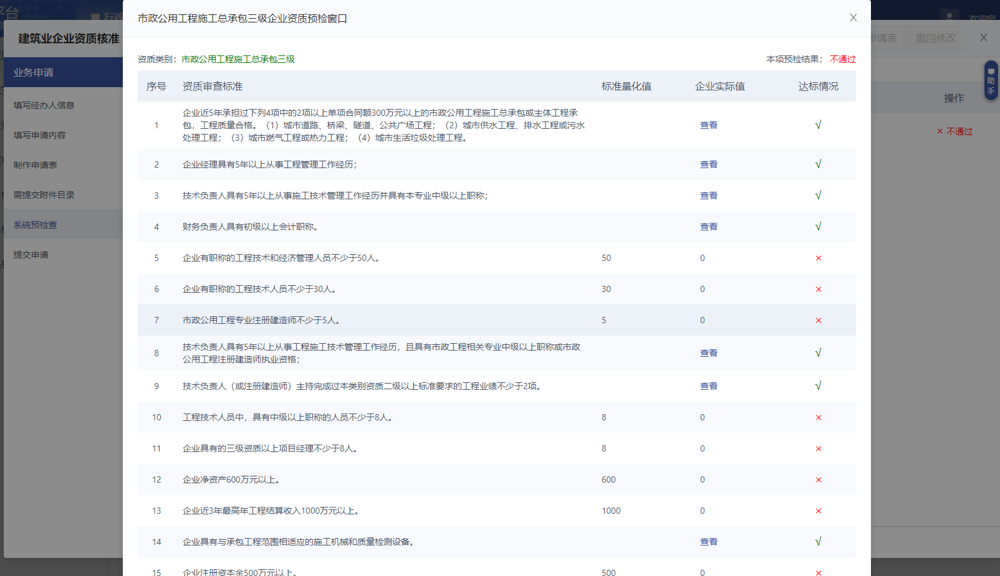 平台
行政
欢迎您
建筑业企业资质核准
申请表
撤回修改
X
业务申请
填写经办人信息
填写申请内容
制作申请表
需提交附件目录
系统预检查
提交申请
助手
操作
× 不通过
市政公用工程施工总承包三级企业资质预检窗口
X
资质类别：市政公用工程施工总承包三级
本项预检结果： 不通过
序号 资质审查标准 标准量化值 企业实际值 达标情况
1 企业近5年承担过下列4项中的2项以上单项合同额300万元以上的市政公用工程施工总承包或主体工程承
包，工程质量合格。（1）城市道路、桥梁、隧道、公共广场工程；（2）城市供水工程、排水工程或污水 查看 √
处理工程；（3）城市燃气工程或热力工程；（4）城市生活垃圾处理工程。
2 企业经理具有5年以上从事工程管理工作经历； 查看 √
3 技术负责人具有5年以上从事施工技术管理工作经历并具有本专业中级以上职称； 查看 √
4 财务负责人具有初级以上会计职称。 查看 √
5 企业有职称的工程技术和经济管理人员不少于50人。 50 0 ×
6 企业有职称的工程技术人员不少于30人。 30 0 ×
7 市政公用工程专业注册建造师不少于5人。 5 0 ×
8 技术负责人具有5年以上从事工程施工技术管理工作经历，且具有市政工程相关专业中级以上职称或市政 查看 √
公用工程注册建造师执业资格；
9 技术负责人（或注册建造师）主持完成过本类别资质二级以上标准要求的工程业绩不少于2项。 查看 √
10 工程技术人员中，具有中级以上职称的人员不少于8人。 8 0 ×
11 企业具有的三级资质以上项目经理不少于8人。 8 0 ×
12 企业净资产600万元以上。 600 0 ×
13 企业近3年最高年工程结算收入1000万元以上。 1000 0 ×
14 企业具有与承包工程范围相适应的施工机械和质量检测设备。 查看 √
15 企业注册资本金500万元以上。 500 0 ×